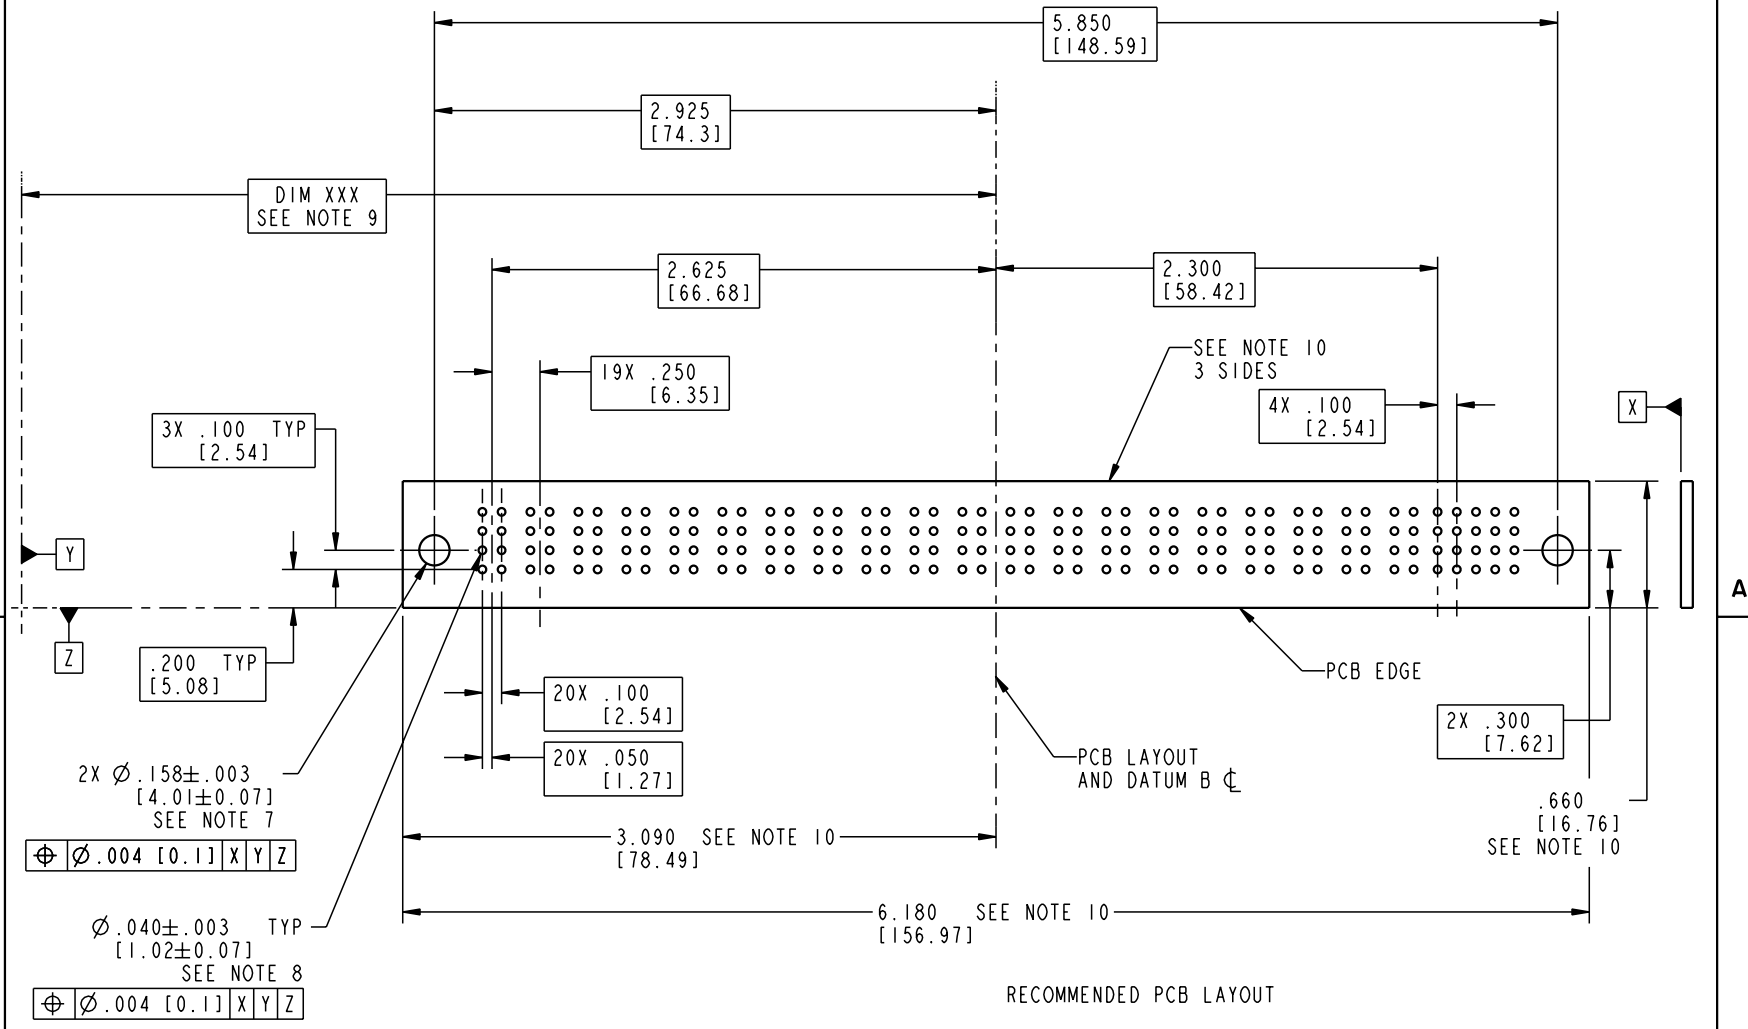 5.850
[148.59]
2.925
[74.3]
DIM XXX
SEE NOTE 9
2.625
[66.68]
2.300
[58.42]
SEE NOTE 10
3 SIDES
19X .250
[6.35]
4X .100
[2.54]
X
3X .100 TYP
[2.54]
Y
Z
A
.200 TYP
[5.08]
PCB EDGE
20X .100
[2.54]
2X .300
[7.62]
20X .050
[1.27]
PCB LAYOUT
AND DATUM B ℄
2X Ø.158±.003
[4.01±0.07]
SEE NOTE 7
⌖ Ø.004 [0.1] X Y Z
.660
[16.76]
SEE NOTE 10
3.090 SEE NOTE 10
[78.49]
6.180 SEE NOTE 10
[156.97]
Ø.040±.003 TYP
[1.02±0.07]
SEE NOTE 8
⌖ Ø.004 [0.1] X Y Z
RECOMMENDED PCB LAYOUT